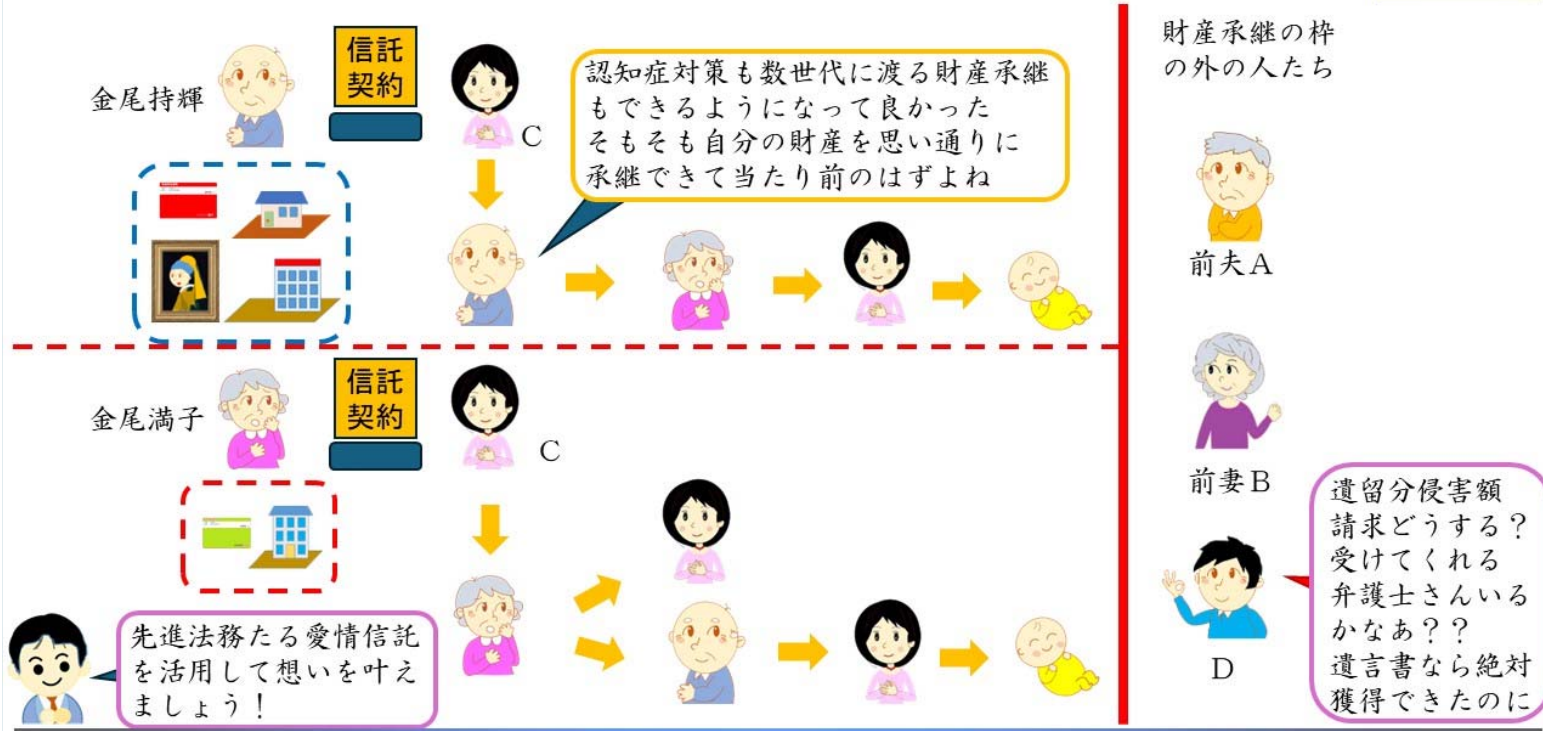 金尾持輝
信託
契約
C
認知症対策も数世代に渡る財産承継
もできるようになって良かった
そもそも自分の財産を思い通りに
承継できて当たり前のはずよね
金尾満子
信託
契約
C
先進法務たる愛情信託
を活用して想いを叶え
ましょう！
財産承継の枠
の外の人たち
前夫A
前妻B
D
遺留分侵害額
請求どうする？
受けてくれる
弁護士さんいる
かなあ？？
遺言書なら絶対
獲得できたのに